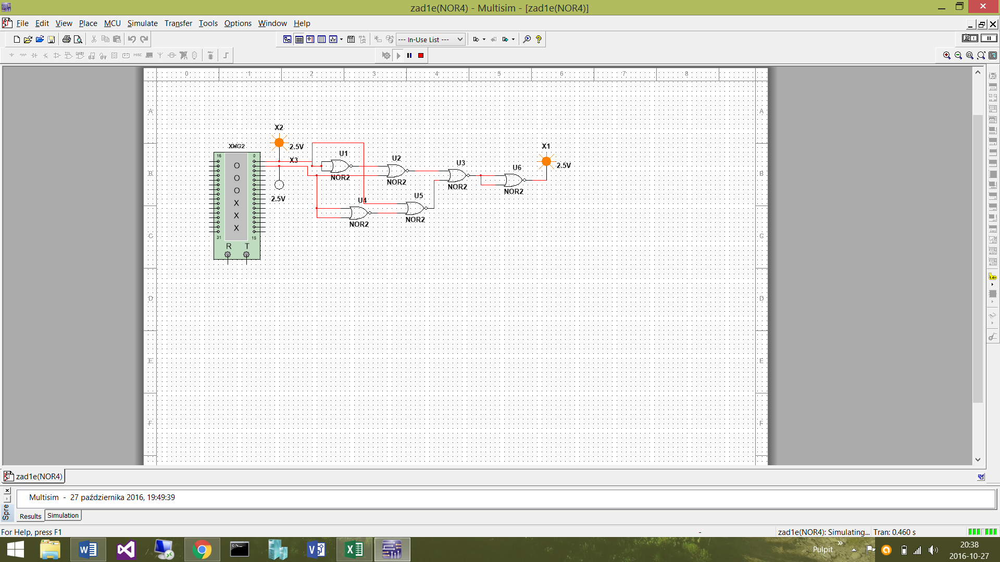 zad1e(NOR4) - Multisim - [zad1e(NOR4)]
File Edit View Place MCU Simulate Transfer Tools Options Window Help
--- In-Use List ---
MISC
0 1 2 3 4 5 6 7 8
A A
X2
2.5V
XWG2
X1
2.5V
16 0
X3
U1
U2
U3
U6
B B
O
O
O
X
X
X
NOR2
NOR2
NOR2
NOR2
2.5V
U4
U5
NOR2
NOR2
31 15
C C
R T
D D
E E
F F
zad1e(NOR4)
Multisim - 27 października 2016, 19:49:39
Spre
Results Simulation
For Help, press F1
-
zad1e(NOR4): Simulating... Tran: 0.460 s
Pulpit
20:38
2016-10-27